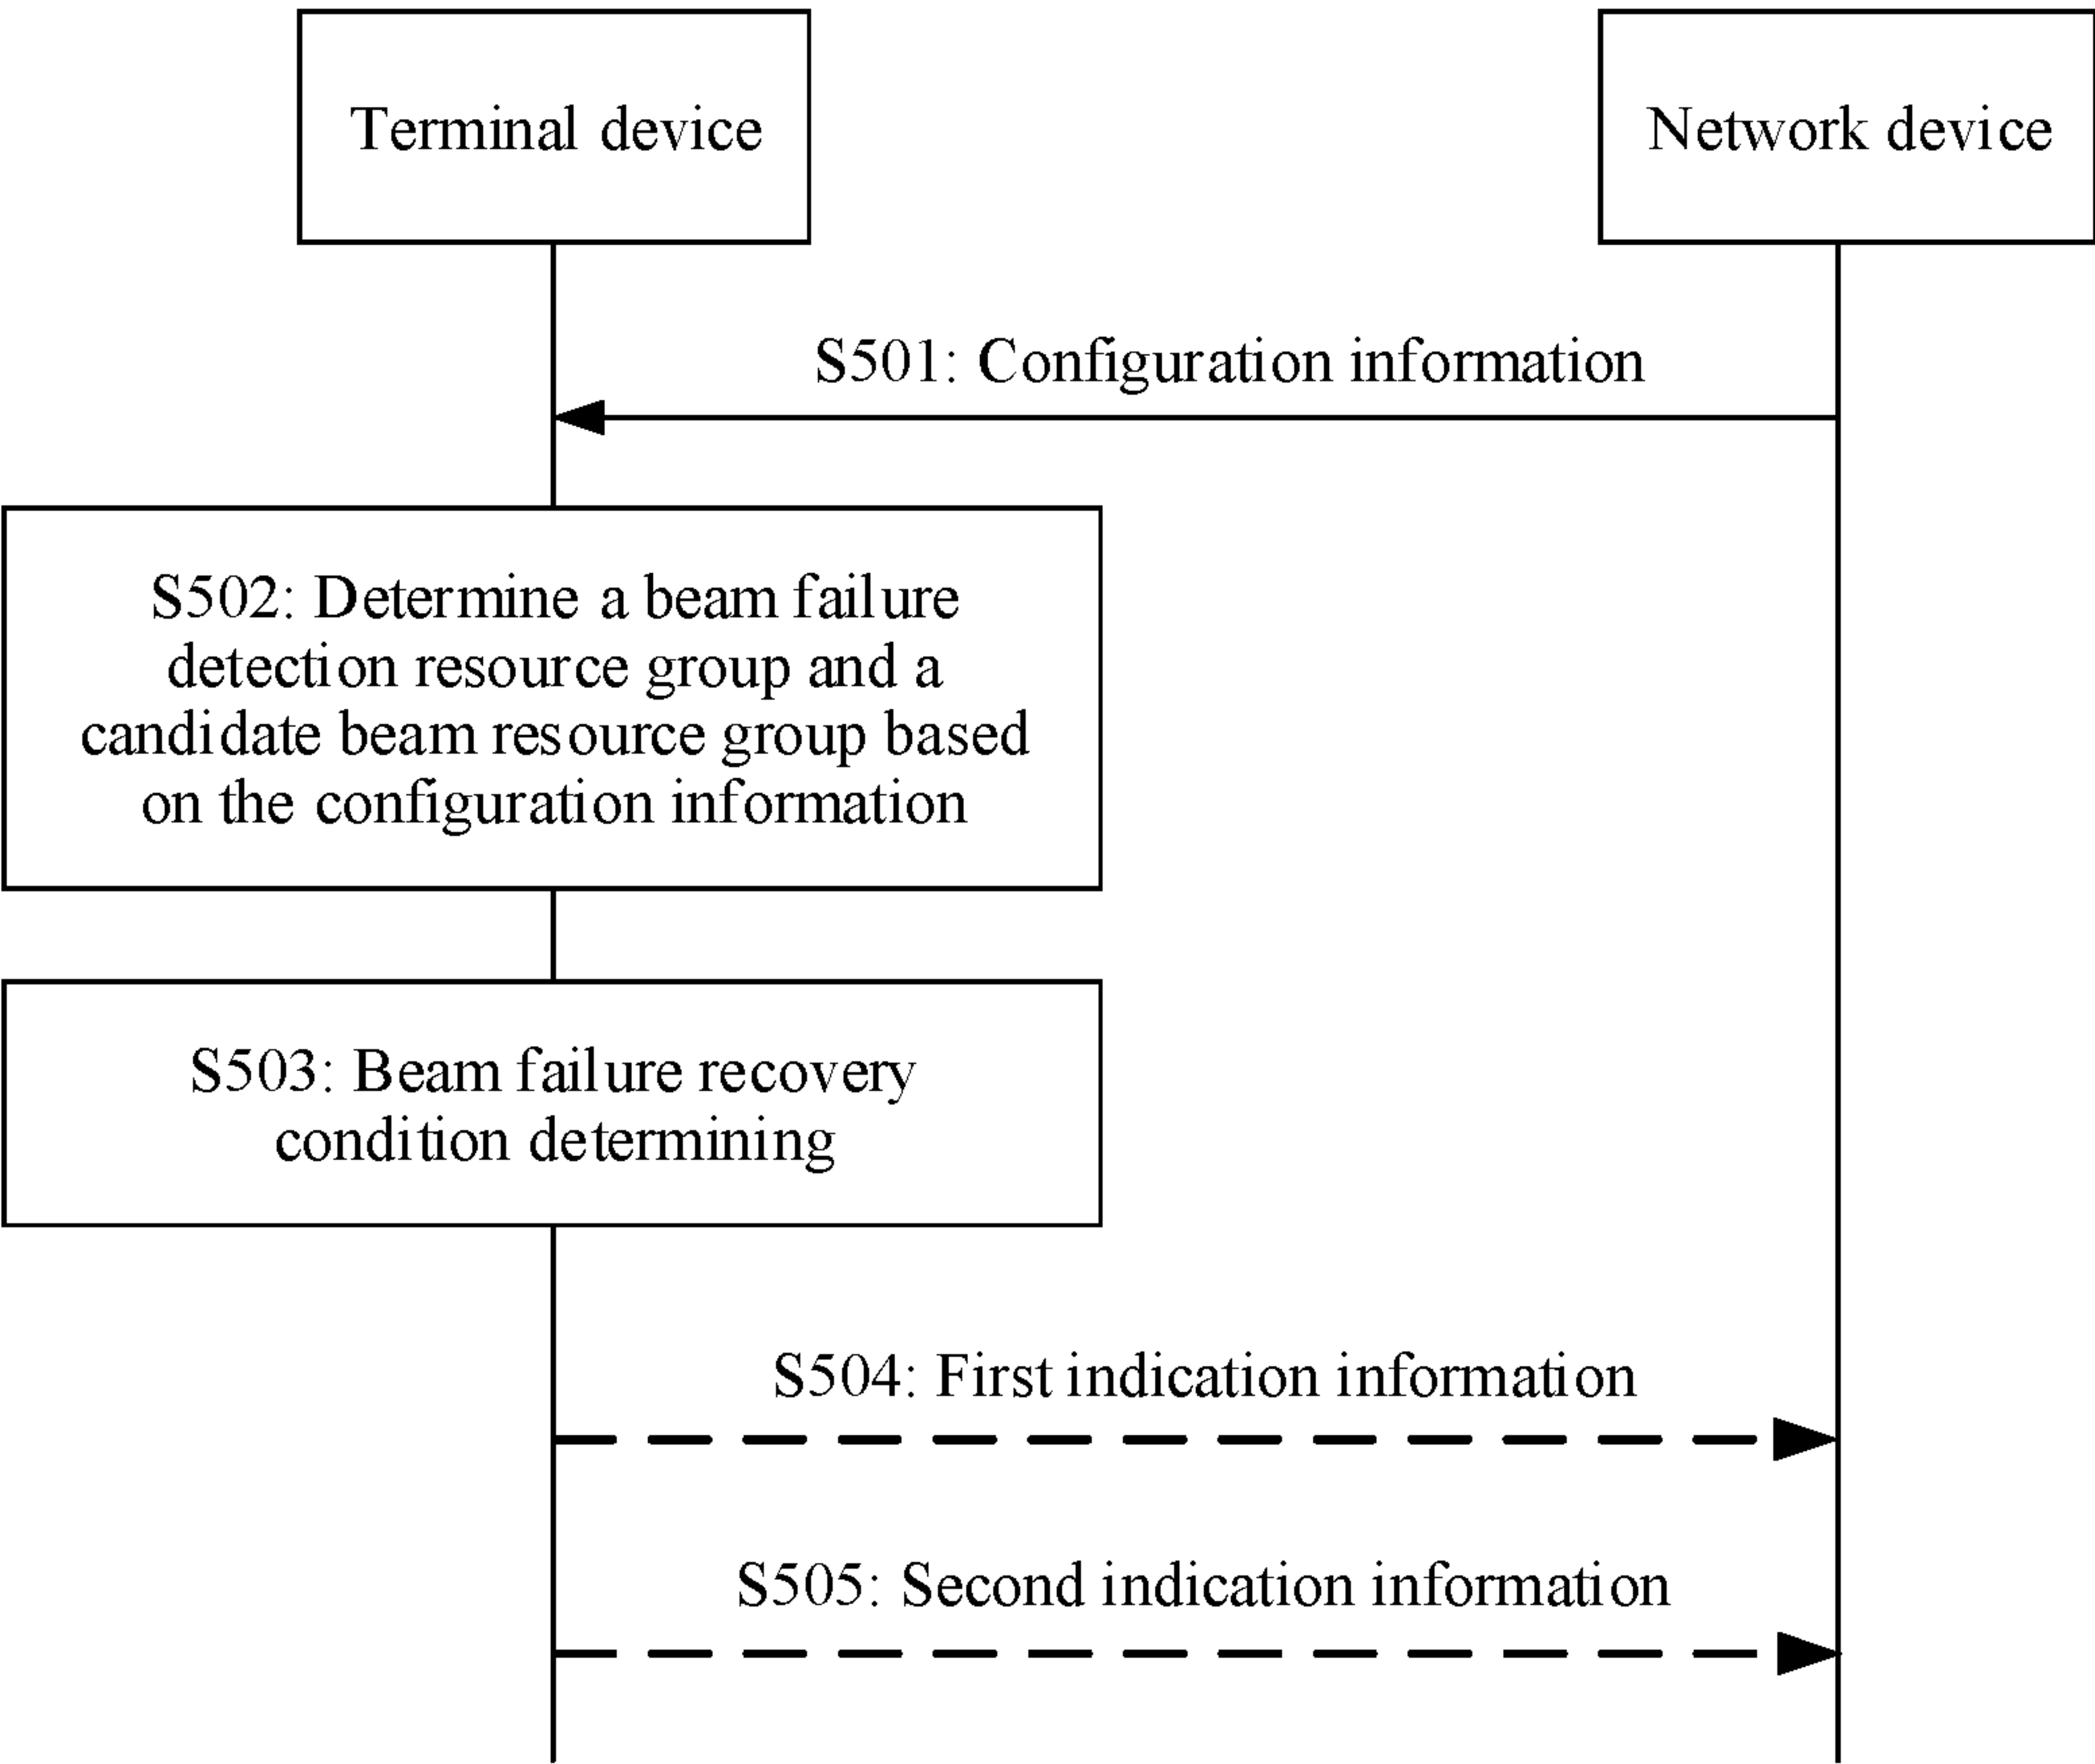 Terminal device
Network device
S501: Configuration information
S502: Determine a beam failure
detection resource group and a
candidate beam resource group based
on the configuration information
S503: Beam failure recovery
condition determining
S504: First indication information
S505: Second indication information